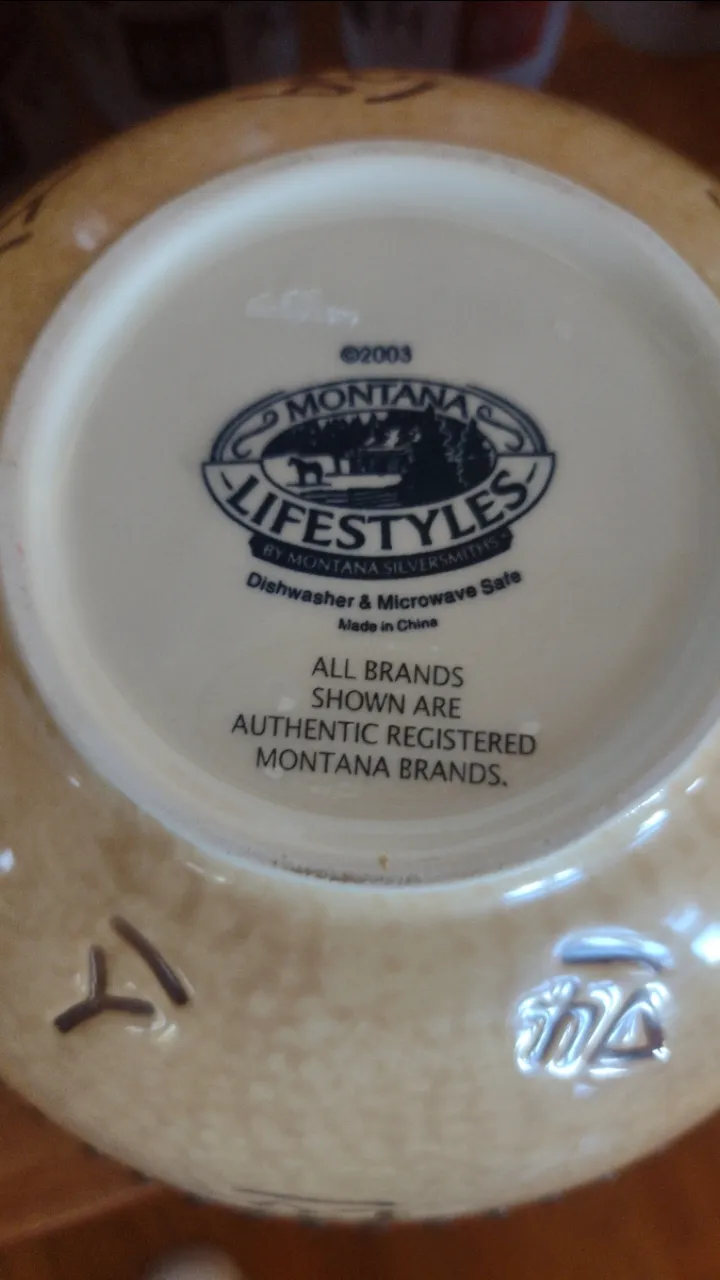 ©2003
MONTANA
LIFESTYLES
BY MONTANA SILVERSMITHS
Dishwasher & Microwave Safe
Made in China
ALL BRANDS
SHOWN ARE
AUTHENTIC REGISTERED
MONTANA BRANDS.